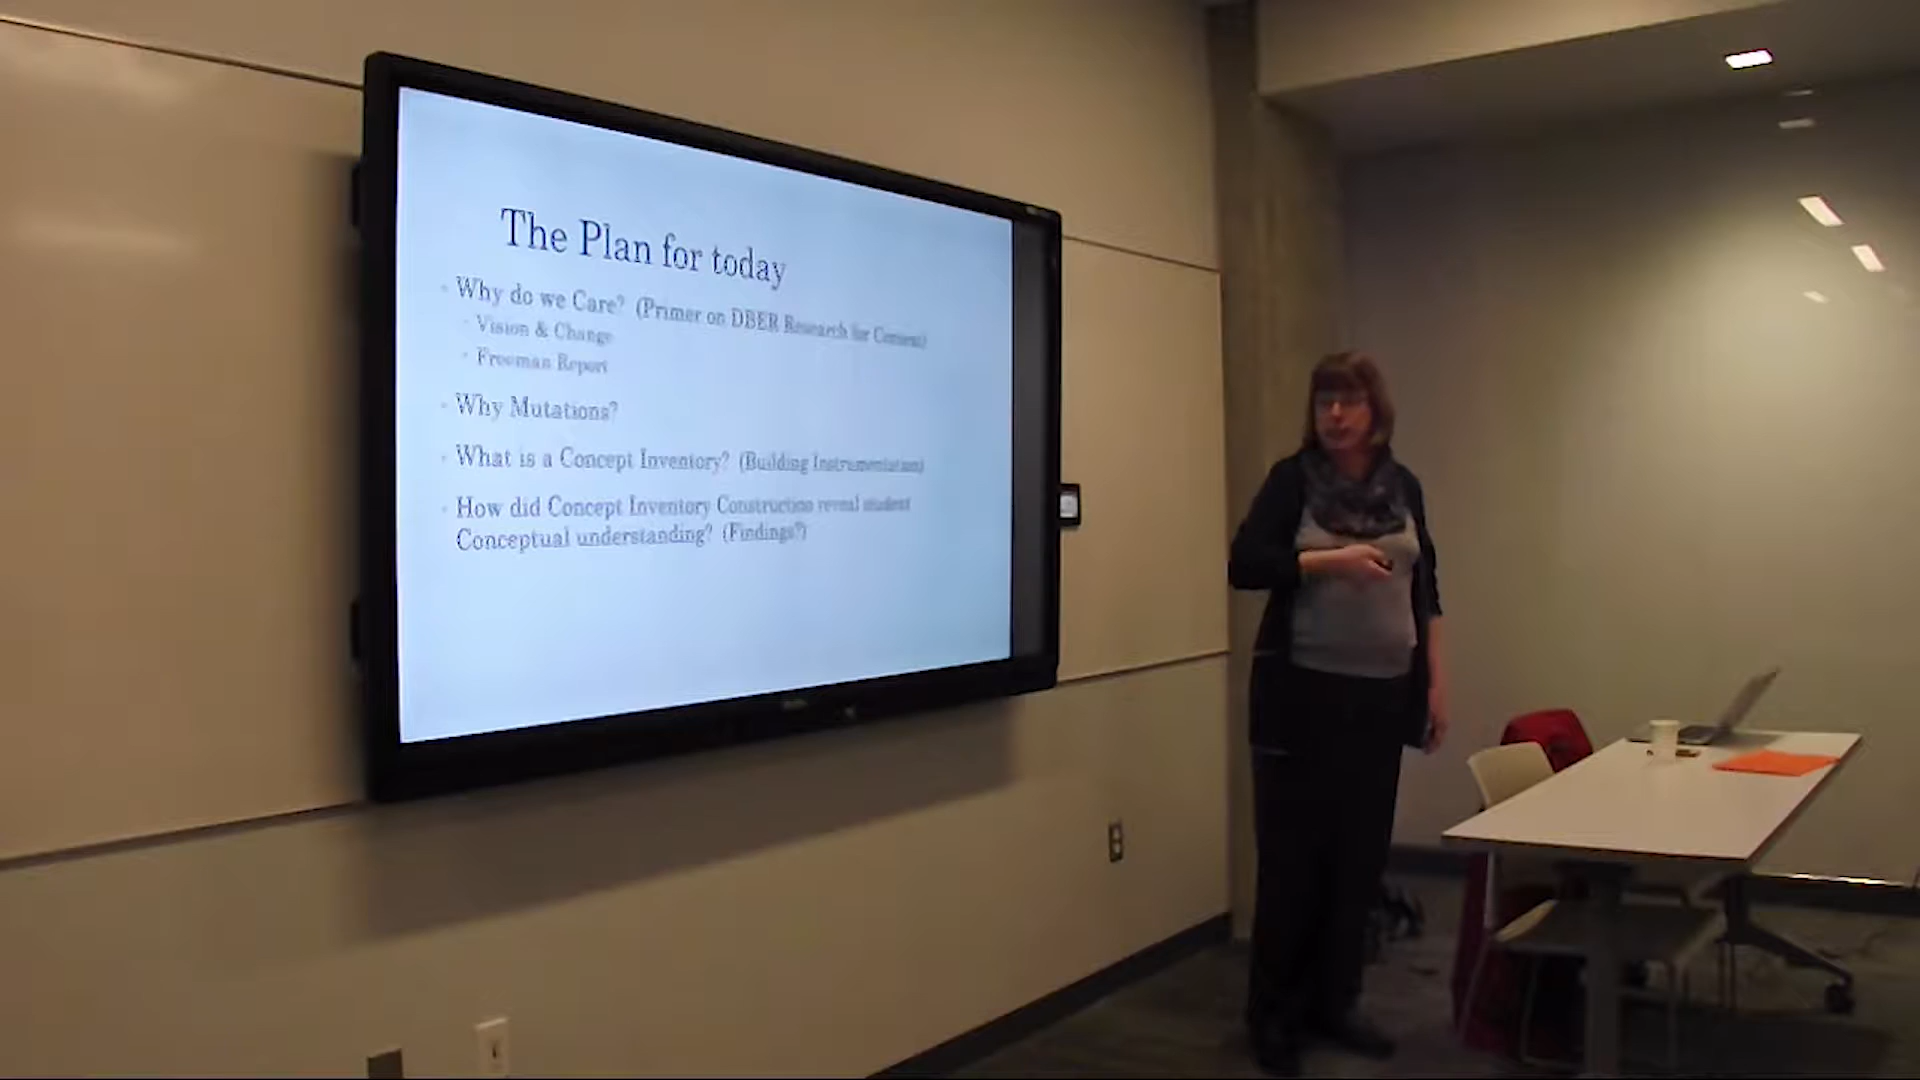 The Plan for today
Why do we Care? (Primer on DBER Research for Context)
Vision & Change
Freeman Report
Why Mutations?
What is a Concept Inventory? (Building Instrumentation)
How did Concept Inventory Construction reveal student
Conceptual understanding? (Findings?)